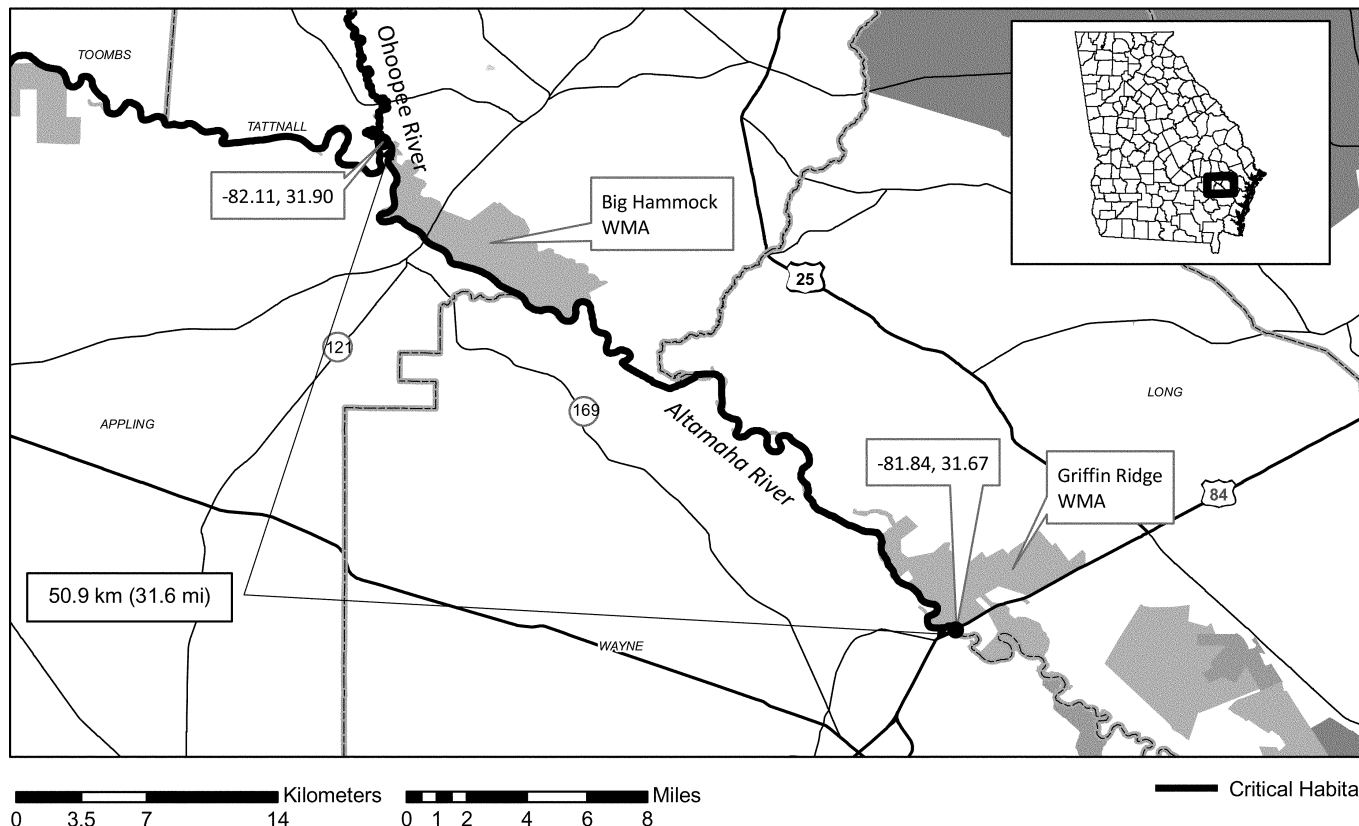 TOOMBS
Ohoopee River
TATTNALL
-82.11, 31.90
Big Hammock
WMA
25
121
169
APPLING
LONG
Altamaha River
-81.84, 31.67
Griffin Ridge
WMA
84
50.9 km (31.6 mi)
WAYNE
Kilometers
0 3.5 7 14
Miles
0 1 2 4 6 8
Critical Habita